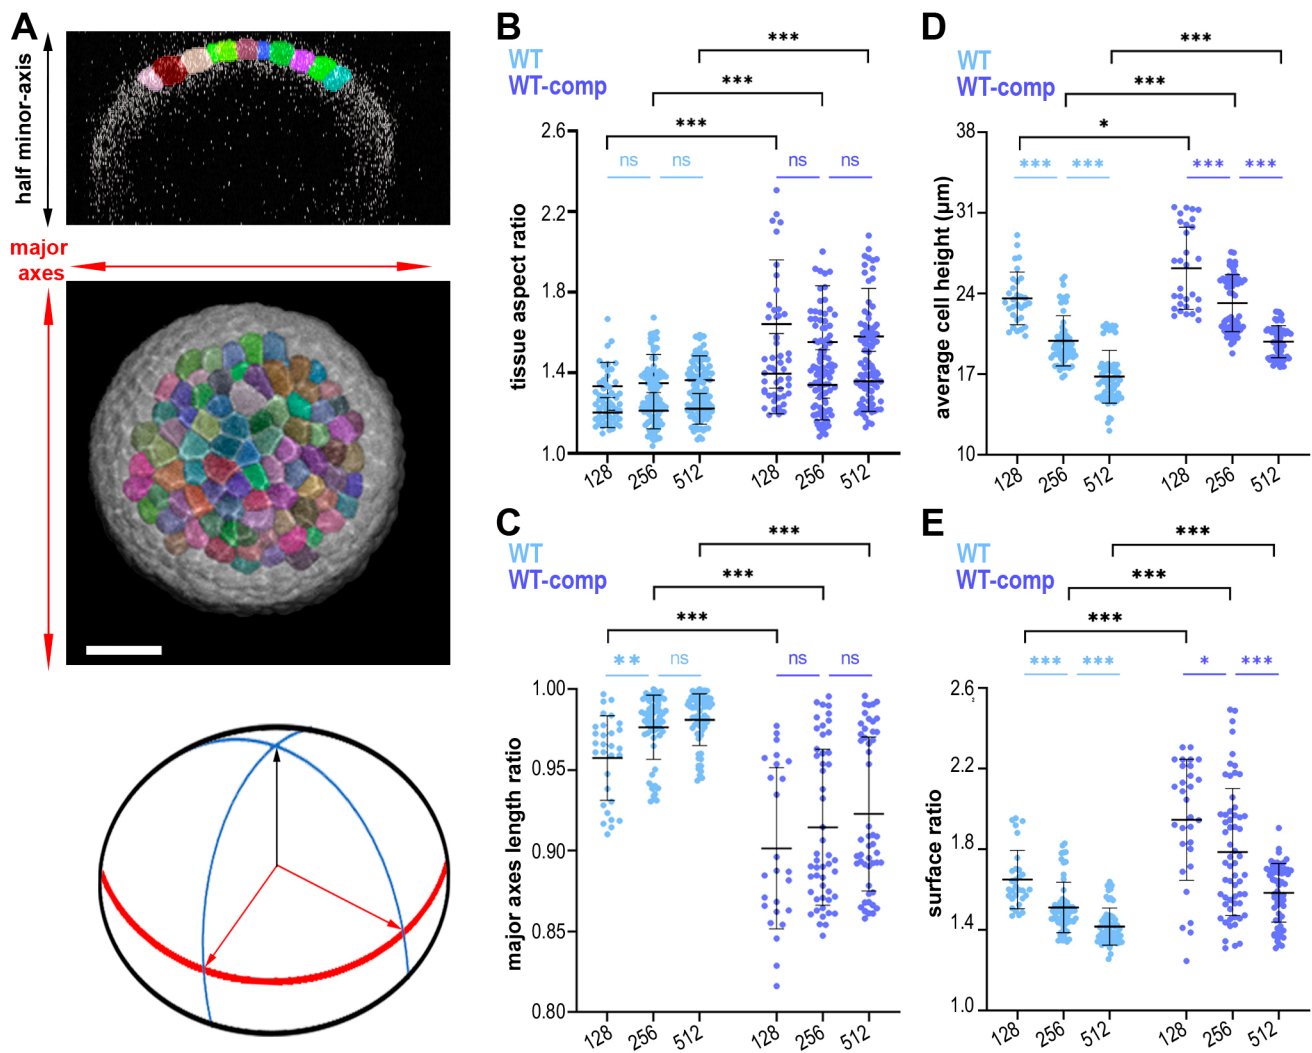 A
half minor-axis
major
axes
B
WT
WT-comp
***
***
***
ns
ns
ns
ns
tissue aspect ratio
2.6
2.2
1.8
1.4
1.0
128
256
512
128
256
512
C
WT
WT-comp
***
***
***
**
ns
ns
ns
major axes length ratio
1.00
0.95
0.90
0.85
0.80
128
256
512
128
256
512
D
WT
WT-comp
***
***
*
***
***
***
***
average cell height (μm)
38
31
24
17
10
128
256
512
128
256
512
E
WT
WT-comp
***
***
***
***
***
*
***
surface ratio
2.6
2.2
1.8
1.4
1.0
128
256
512
128
256
512